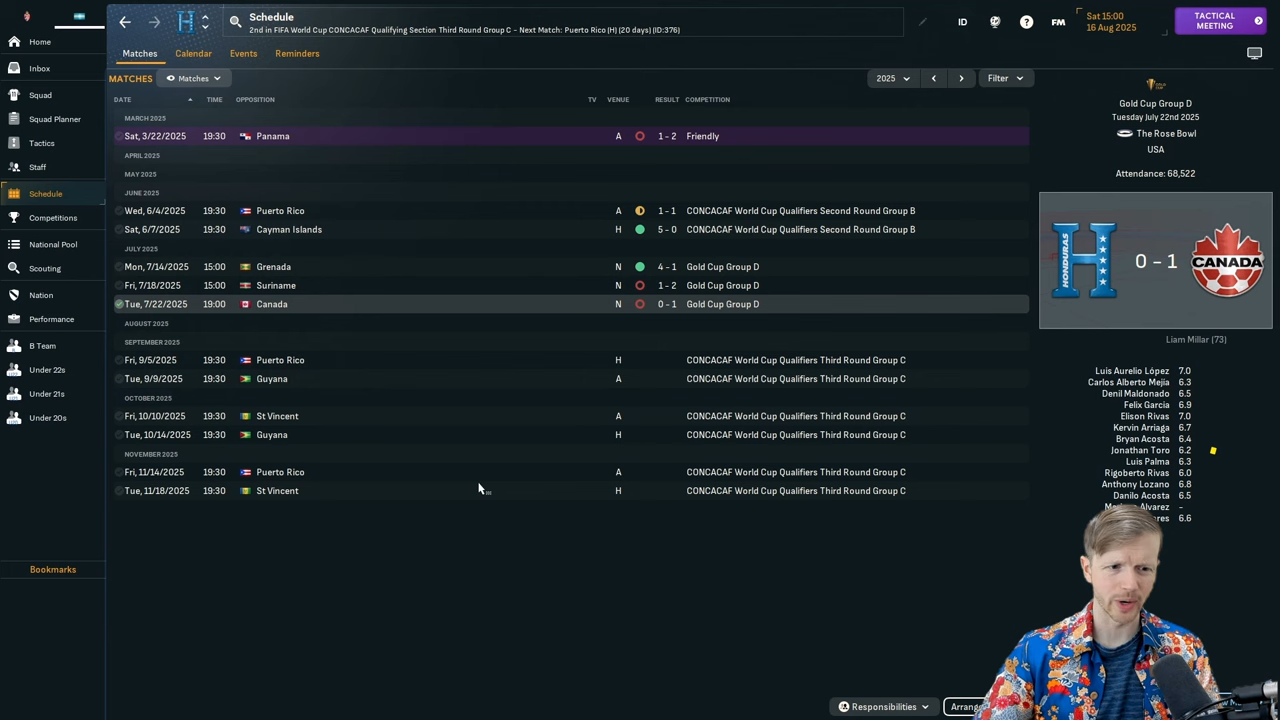 Schedule
2nd in FIFA World Cup CONCACAF Qualifying Section Third Round Group C - Next Match: Puerto Rico (H) (20 days) (ID:376)
ID
?
FM
Sat 15:00
16 Aug 2025
TACTICAL
MEETING
Home
Inbox
Squad
Squad Planner
Tactics
Staff
Schedule
Competitions
National Pool
Scouting
Nation
Performance
B Team
Under 22s
Under 21s
Under 20s
Bookmarks
Matches Calendar Events Reminders
MATCHES Matches 2025 Filter
DATE TIME OPPOSITION TV VENUE RESULT COMPETITION
MARCH 2025
Sat, 3/22/2025 19:30 Panama A 1 - 2 Friendly
APRIL 2025
MAY 2025
JUNE 2025
Wed, 6/4/2025 19:30 Puerto Rico A 1 - 1 CONCACAF World Cup Qualifiers Second Round Group B
Sat, 6/7/2025 19:30 Cayman Islands H 5 - 0 CONCACAF World Cup Qualifiers Second Round Group B
JULY 2025
Mon, 7/14/2025 15:00 Grenada N 4 - 1 Gold Cup Group D
Fri, 7/18/2025 15:00 Suriname N 1 - 2 Gold Cup Group D
Tue, 7/22/2025 19:00 Canada N 0 - 1 Gold Cup Group D
AUGUST 2025
SEPTEMBER 2025
Fri, 9/5/2025 19:30 Puerto Rico H CONCACAF World Cup Qualifiers Third Round Group C
Tue, 9/9/2025 19:30 Guyana A CONCACAF World Cup Qualifiers Third Round Group C
OCTOBER 2025
Fri, 10/10/2025 19:30 St Vincent A CONCACAF World Cup Qualifiers Third Round Group C
Tue, 10/14/2025 19:30 Guyana H CONCACAF World Cup Qualifiers Third Round Group C
NOVEMBER 2025
Fri, 11/14/2025 19:30 Puerto Rico A CONCACAF World Cup Qualifiers Third Round Group C
Tue, 11/18/2025 19:30 St Vincent H CONCACAF World Cup Qualifiers Third Round Group C
Gold Cup Group D
Tuesday July 22nd 2025
The Rose Bowl
USA
Attendance: 68,522
HONDURAS
H
0 - 1
CANADA
Liam Millar (73)
Luis Aurelio López 7.0
Carlos Alberto Mejia 6.3
Denil Maldonado 6.5
Felix Garcia 6.9
Elison Rivas 7.0
Kervin Arriaga 6.7
Bryan Acosta 6.4
Jonathan Toro 6.2
Luis Palma 6.3
Rigoberto Rivas 6.0
Anthony Lozano 6.8
Danilo Acosta 6.5
Alvarez -
6.6
Responsibilities